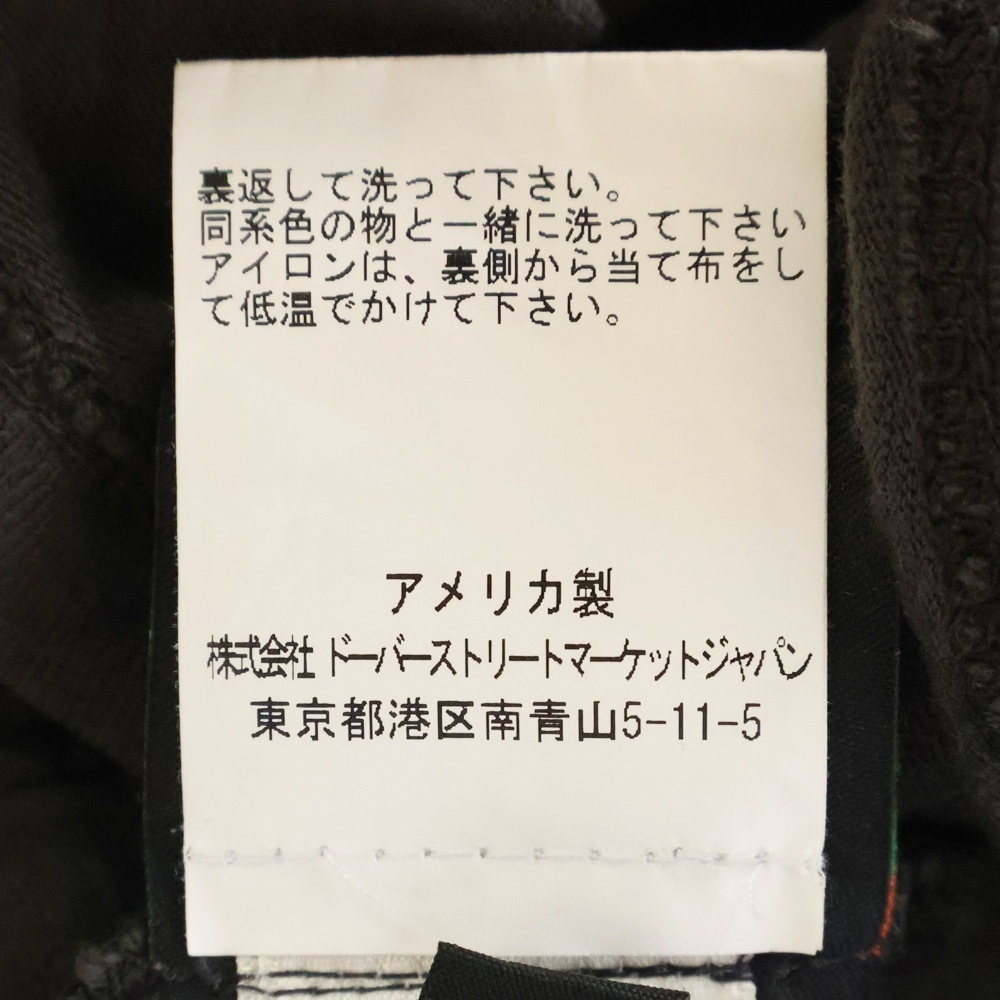 裏返して洗って下さい。
同系色の物と一緒に洗って下さい
アイロンは、裏側から当て布をし
て低温でかけて下さい。
アメリカ製
株式会社 ドーバーストリートマーケットジャパン
東京都港区南青山5-11-5